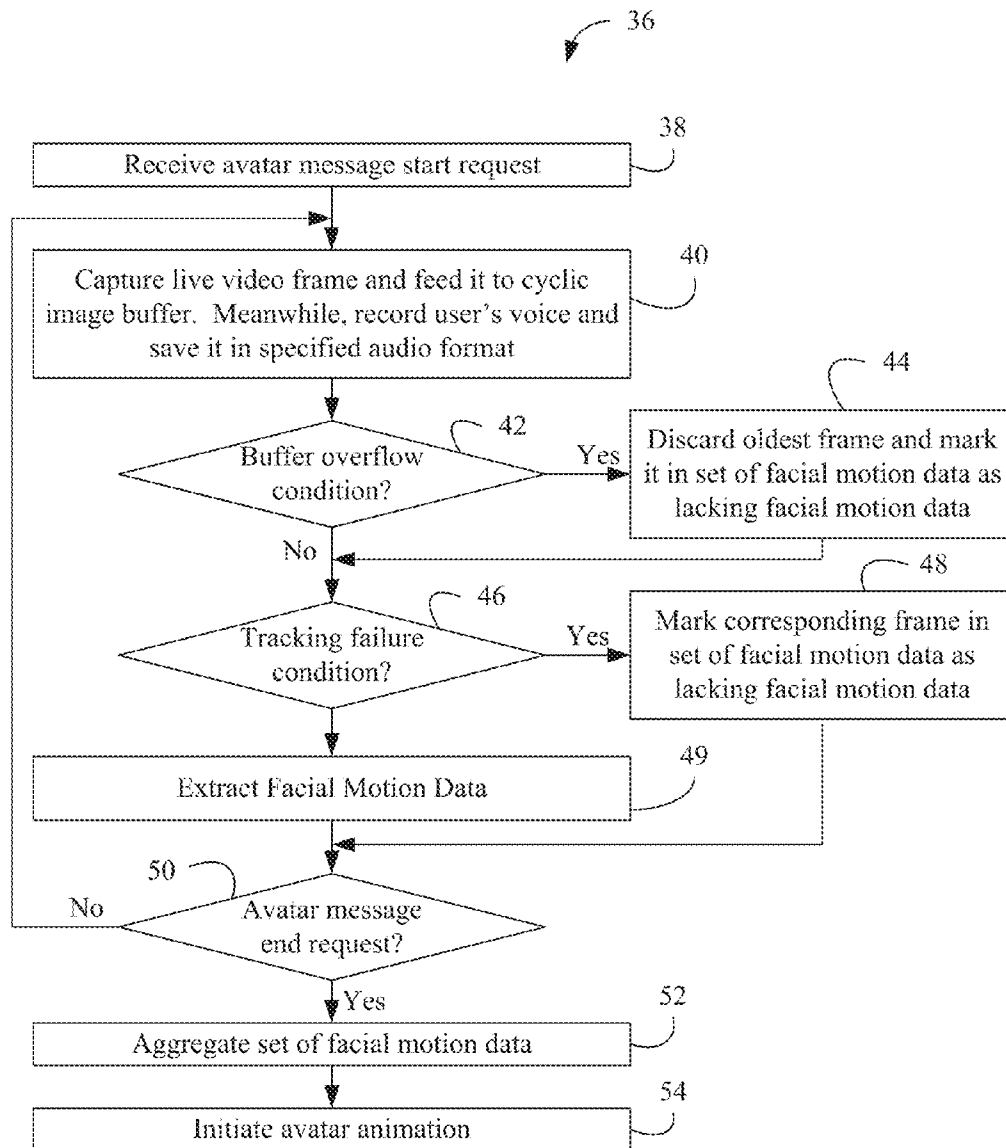 36
38
Receive avatar message start request
40
Capture live video frame and feed it to cyclic
image buffer. Meanwhile, record user's voice and
save it in specified audio format
42
Buffer overflow
condition?
Yes
44
Discard oldest frame and mark
it in set of facial motion data as
lacking facial motion data
No
46
Tracking failure
condition?
Yes
48
Mark corresponding frame in
set of facial motion data as
lacking facial motion data
49
Extract Facial Motion Data
50
No
Avatar message
end request?
Yes
52
Aggregate set of facial motion data
54
Initiate avatar animation